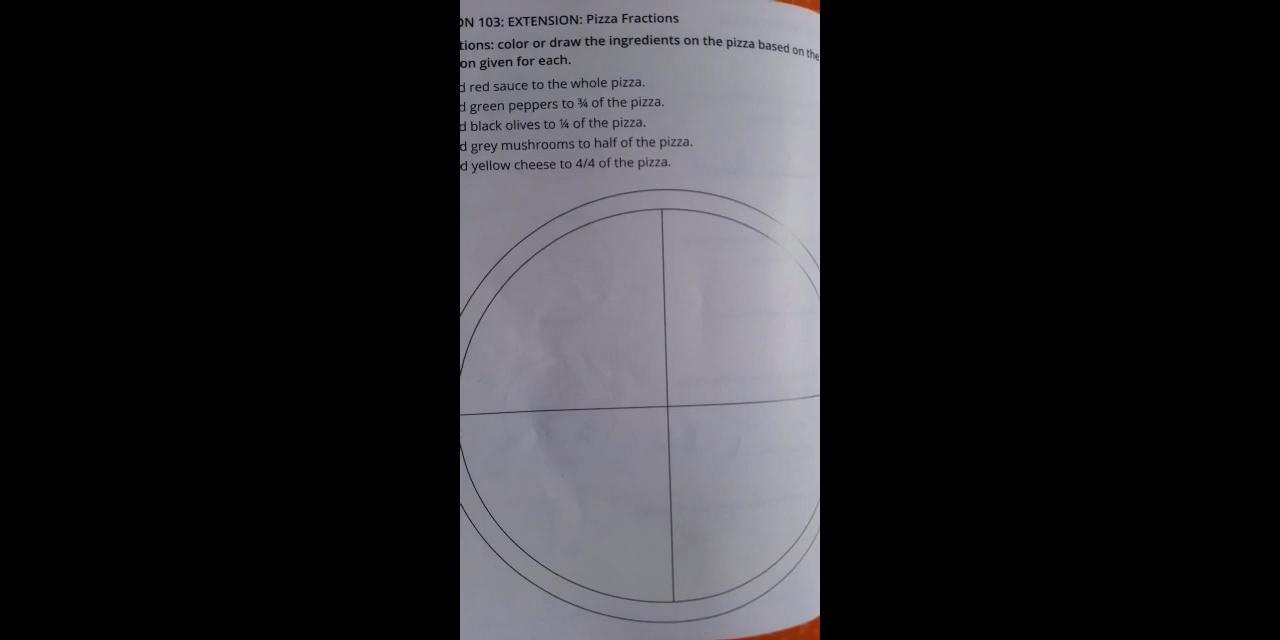 ON 103: EXTENSION: Pizza Fractions
tions: color or draw the ingredients on the pizza based on the
on given for each.
d red sauce to the whole pizza.
d green peppers to ¾ of the pizza.
d black olives to ¼ of the pizza.
d grey mushrooms to half of the pizza.
d yellow cheese to 4/4 of the pizza.